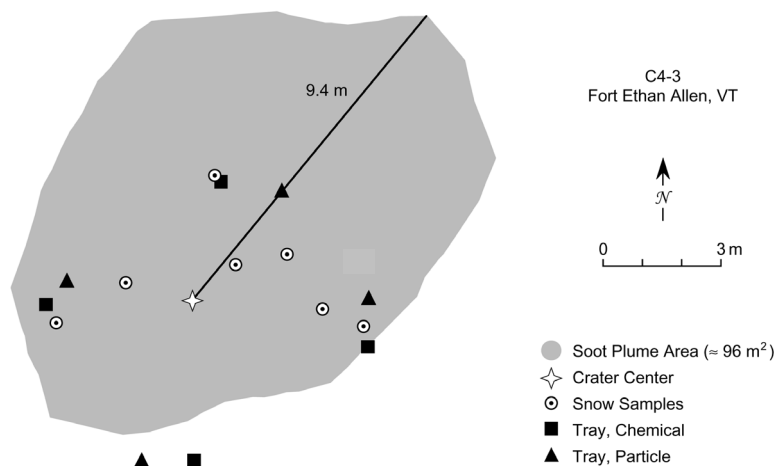 9.4 m
C4-3
Fort Ethan Allen, VT
N
0 3 m
Soot Plume Area (≈ 96 m²)
Crater Center
Snow Samples
Tray, Chemical
Tray, Particle